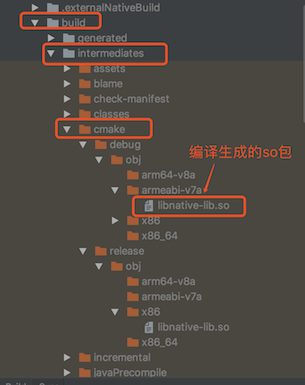 .externalNativeBuild
build
generated
intermediates
assets
blame
check-manifest
classes
cmake
debug
编译生成的so包
obj
arm64-v8a
armeabi-v7a
libnative-lib.so
x86
x86_64
release
obj
arm64-v8a
armeabi-v7a
x86
libnative-lib.so
x86_64
incremental
javaPrecompile